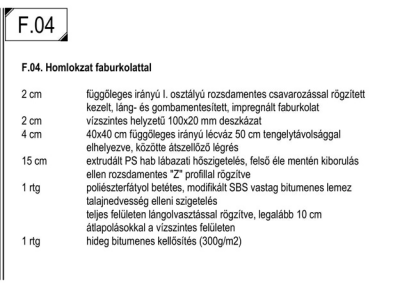 F.04
F.04. Homlokzat faburkolattal
2 cm függőleges irányú I. osztályú rozsdamentes csavarozással rögzített
kezelt, láng- és gombamentesített, impregnált faburkolat
2 cm vízszintes helyzetű 100x20 mm deszkázat
4 cm 40x40 cm függőleges irányú lécváz 50 cm tengelytávolsággal
elhelyezve, közötte átszellőző légrés
15 cm extrudált PS hab lábazati hőszigetelés, felső éle mentén kiborulás
ellen rozsdamentes "Z" profillal rögzítve
1 rtg poliészterfátyol betétes, modifikált SBS vastag bitumenes lemez
talajnedvesség elleni szigetelés
teljes felületen lángolvasztással rögzítve, legalább 10 cm
átlapolásokkal a vízszintes felületen
1 rtg hideg bitumenes kellősítés (300g/m2)